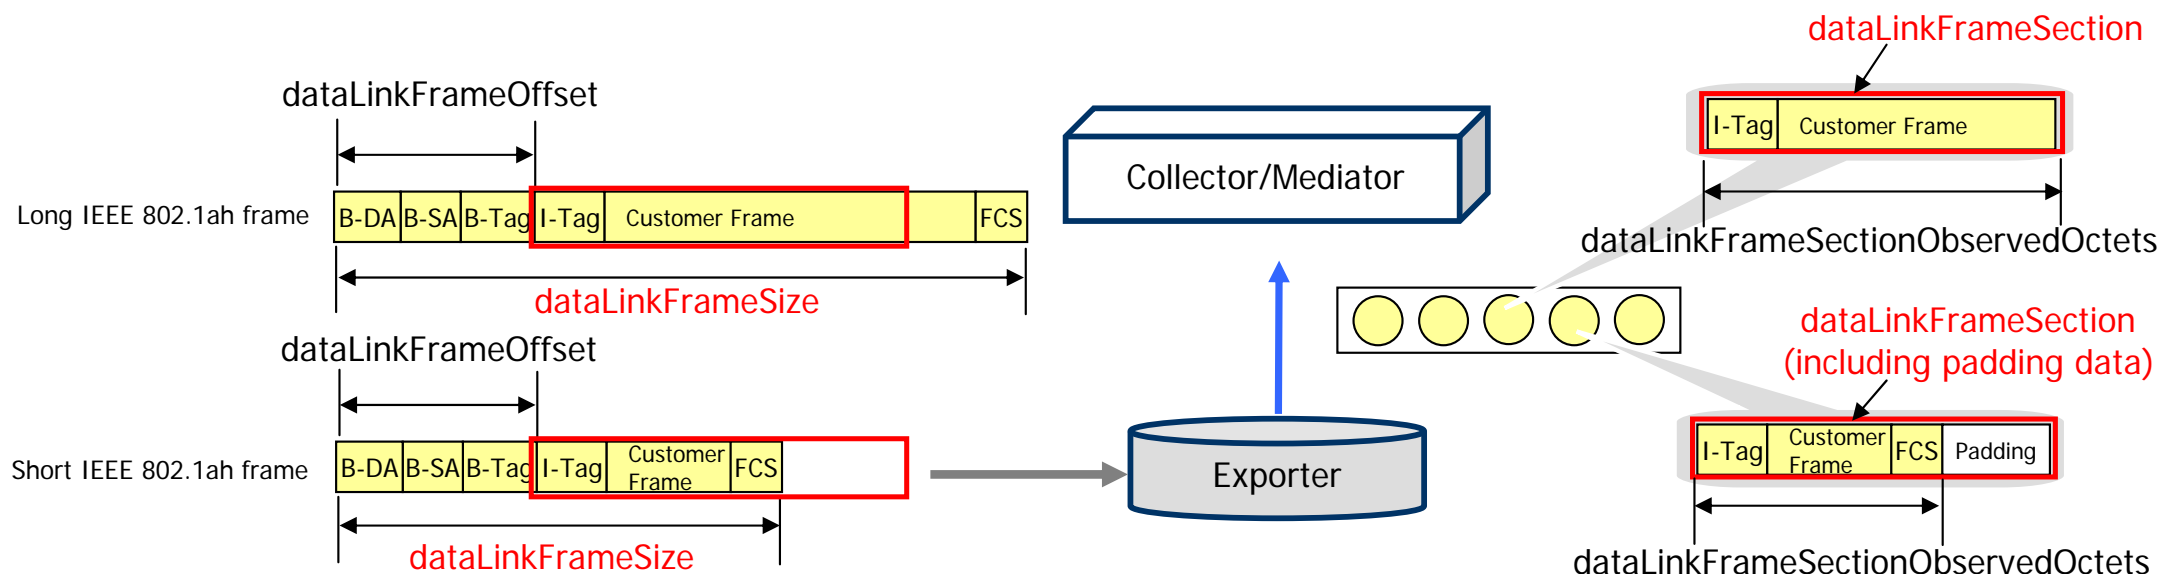 dataLinkFrameOffset
Long IEEE 802.1ah frame
B-DA B-SA B-Tag I-Tag Customer Frame FCS
dataLinkFrameSize
dataLinkFrameOffset
Short IEEE 802.1ah frame
B-DA B-SA B-Tag I-Tag Customer Frame FCS
dataLinkFrameSize
Collector/Mediator
Exporter
dataLinkFrameSection
I-Tag Customer Frame
dataLinkFrameSectionObservedOctets
dataLinkFrameSection
(including padding data)
I-Tag Customer Frame FCS Padding
dataLinkFrameSectionObservedOctets